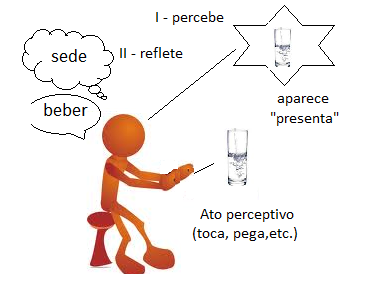 I - percebe
sede
II - reflete
beber
aparece
"presenta"
Ato perceptivo
(toca, pega,etc.)